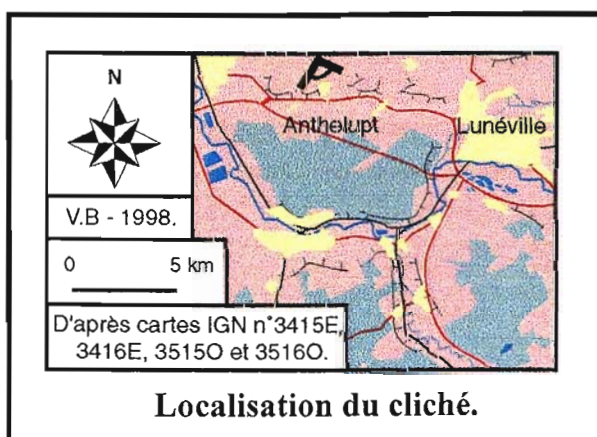 N
Anthelupt
Lunéville
V.B - 1998.
0 5 km
D'après cartes IGN n°3415E,
3416E, 3515O et 3516O.
Localisation du cliché.